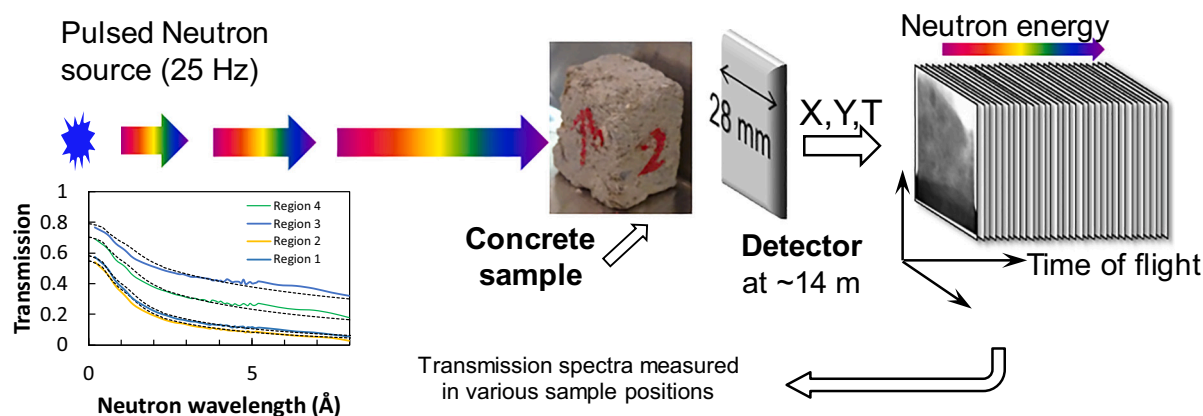 Pulsed Neutron
source (25 Hz)
Neutron energy
28 mm
X,Y,T
1
2
Concrete
sample
Detector
at ~14 m
Time of flight
Transmission
1
0.8
0.6
0.4
0.2
0
Region 4
Region 3
Region 2
Region 1
0
5
Neutron wavelength (Å)
Transmission spectra measured
in various sample positions